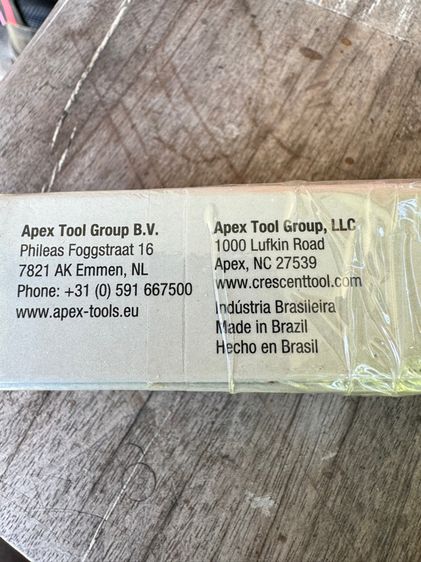 Apex Tool Group B.V.
Phileas Foggstraat 16
7821 AK Emmen, NL
Phone: +31 (0) 591 667500
www.apex-tools.eu
Apex Tool Group, LLC
1000 Lufkin Road
Apex, NC 27539
www.crescenttool.com
Indústria Brasileira
Made in Brazil
Hecho en Brasil